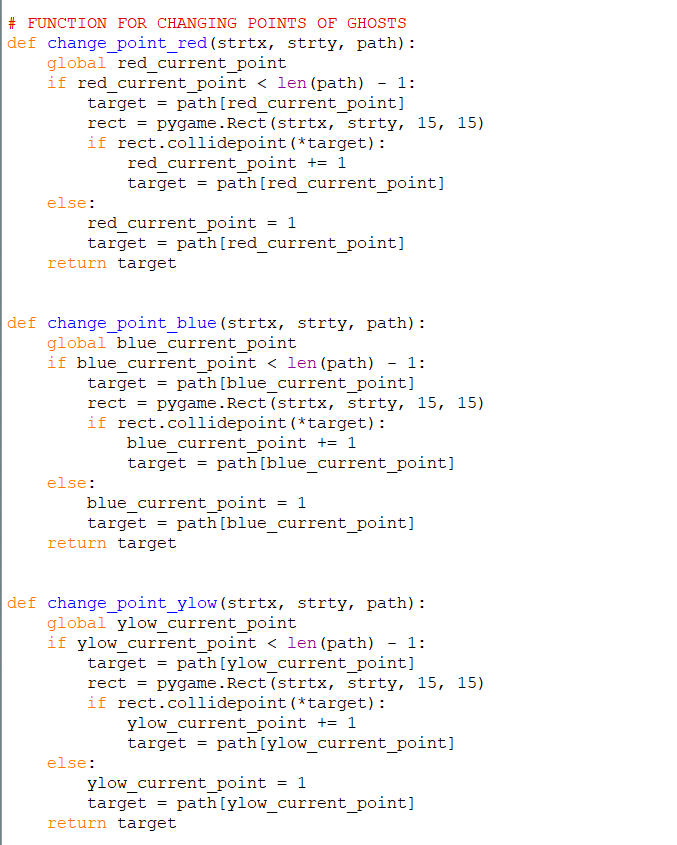 # FUNCTION FOR CHANGING POINTS OF GHOSTS
def change_point_red(strtx, strty, path):
    global red_current_point
    if red_current_point < len(path) - 1:
        target = path[red_current_point]
        rect = pygame.Rect(strtx, strty, 15, 15)
        if rect.collidepoint(*target):
            red_current_point += 1
            target = path[red_current_point]
    else:
        red_current_point = 1
        target = path[red_current_point]
    return target


def change_point_blue(strtx, strty, path):
    global blue_current_point
    if blue_current_point < len(path) - 1:
        target = path[blue_current_point]
        rect = pygame.Rect(strtx, strty, 15, 15)
        if rect.collidepoint(*target):
            blue_current_point += 1
            target = path[blue_current_point]
    else:
        blue_current_point = 1
        target = path[blue_current_point]
    return target


def change_point_ylow(strtx, strty, path):
    global ylow_current_point
    if ylow_current_point < len(path) - 1:
        target = path[ylow_current_point]
        rect = pygame.Rect(strtx, strty, 15, 15)
        if rect.collidepoint(*target):
            ylow_current_point += 1
            target = path[ylow_current_point]
    else:
        ylow_current_point = 1
        target = path[ylow_current_point]
    return target